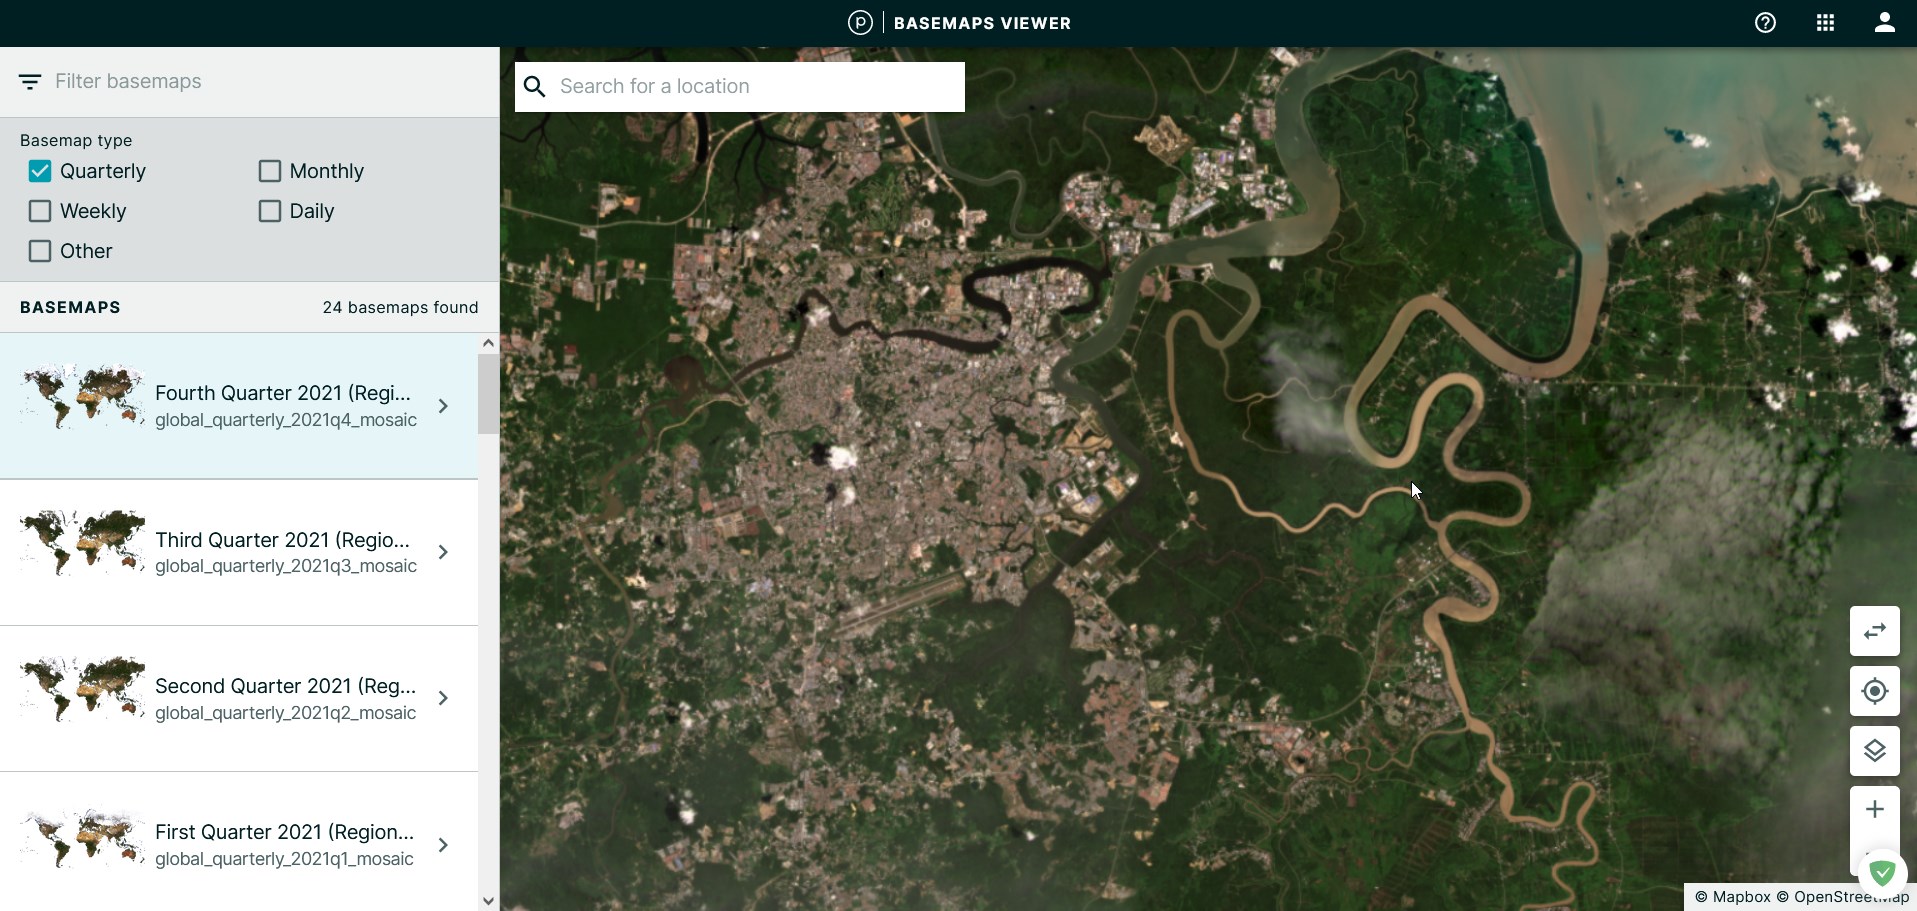 p BASEMAPS VIEWER
Filter basemaps
Search for a location
Basemap type
Quarterly
Monthly
Weekly
Daily
Other
BASEMAPS
24 basemaps found
Fourth Quarter 2021 (Regi...
global_quarterly_2021q4_mosaic
Third Quarter 2021 (Regio...
global_quarterly_2021q3_mosaic
Second Quarter 2021 (Reg...
global_quarterly_2021q2_mosaic
First Quarter 2021 (Region...
global_quarterly_2021q1_mosaic
© Mapbox © OpenStreetMap